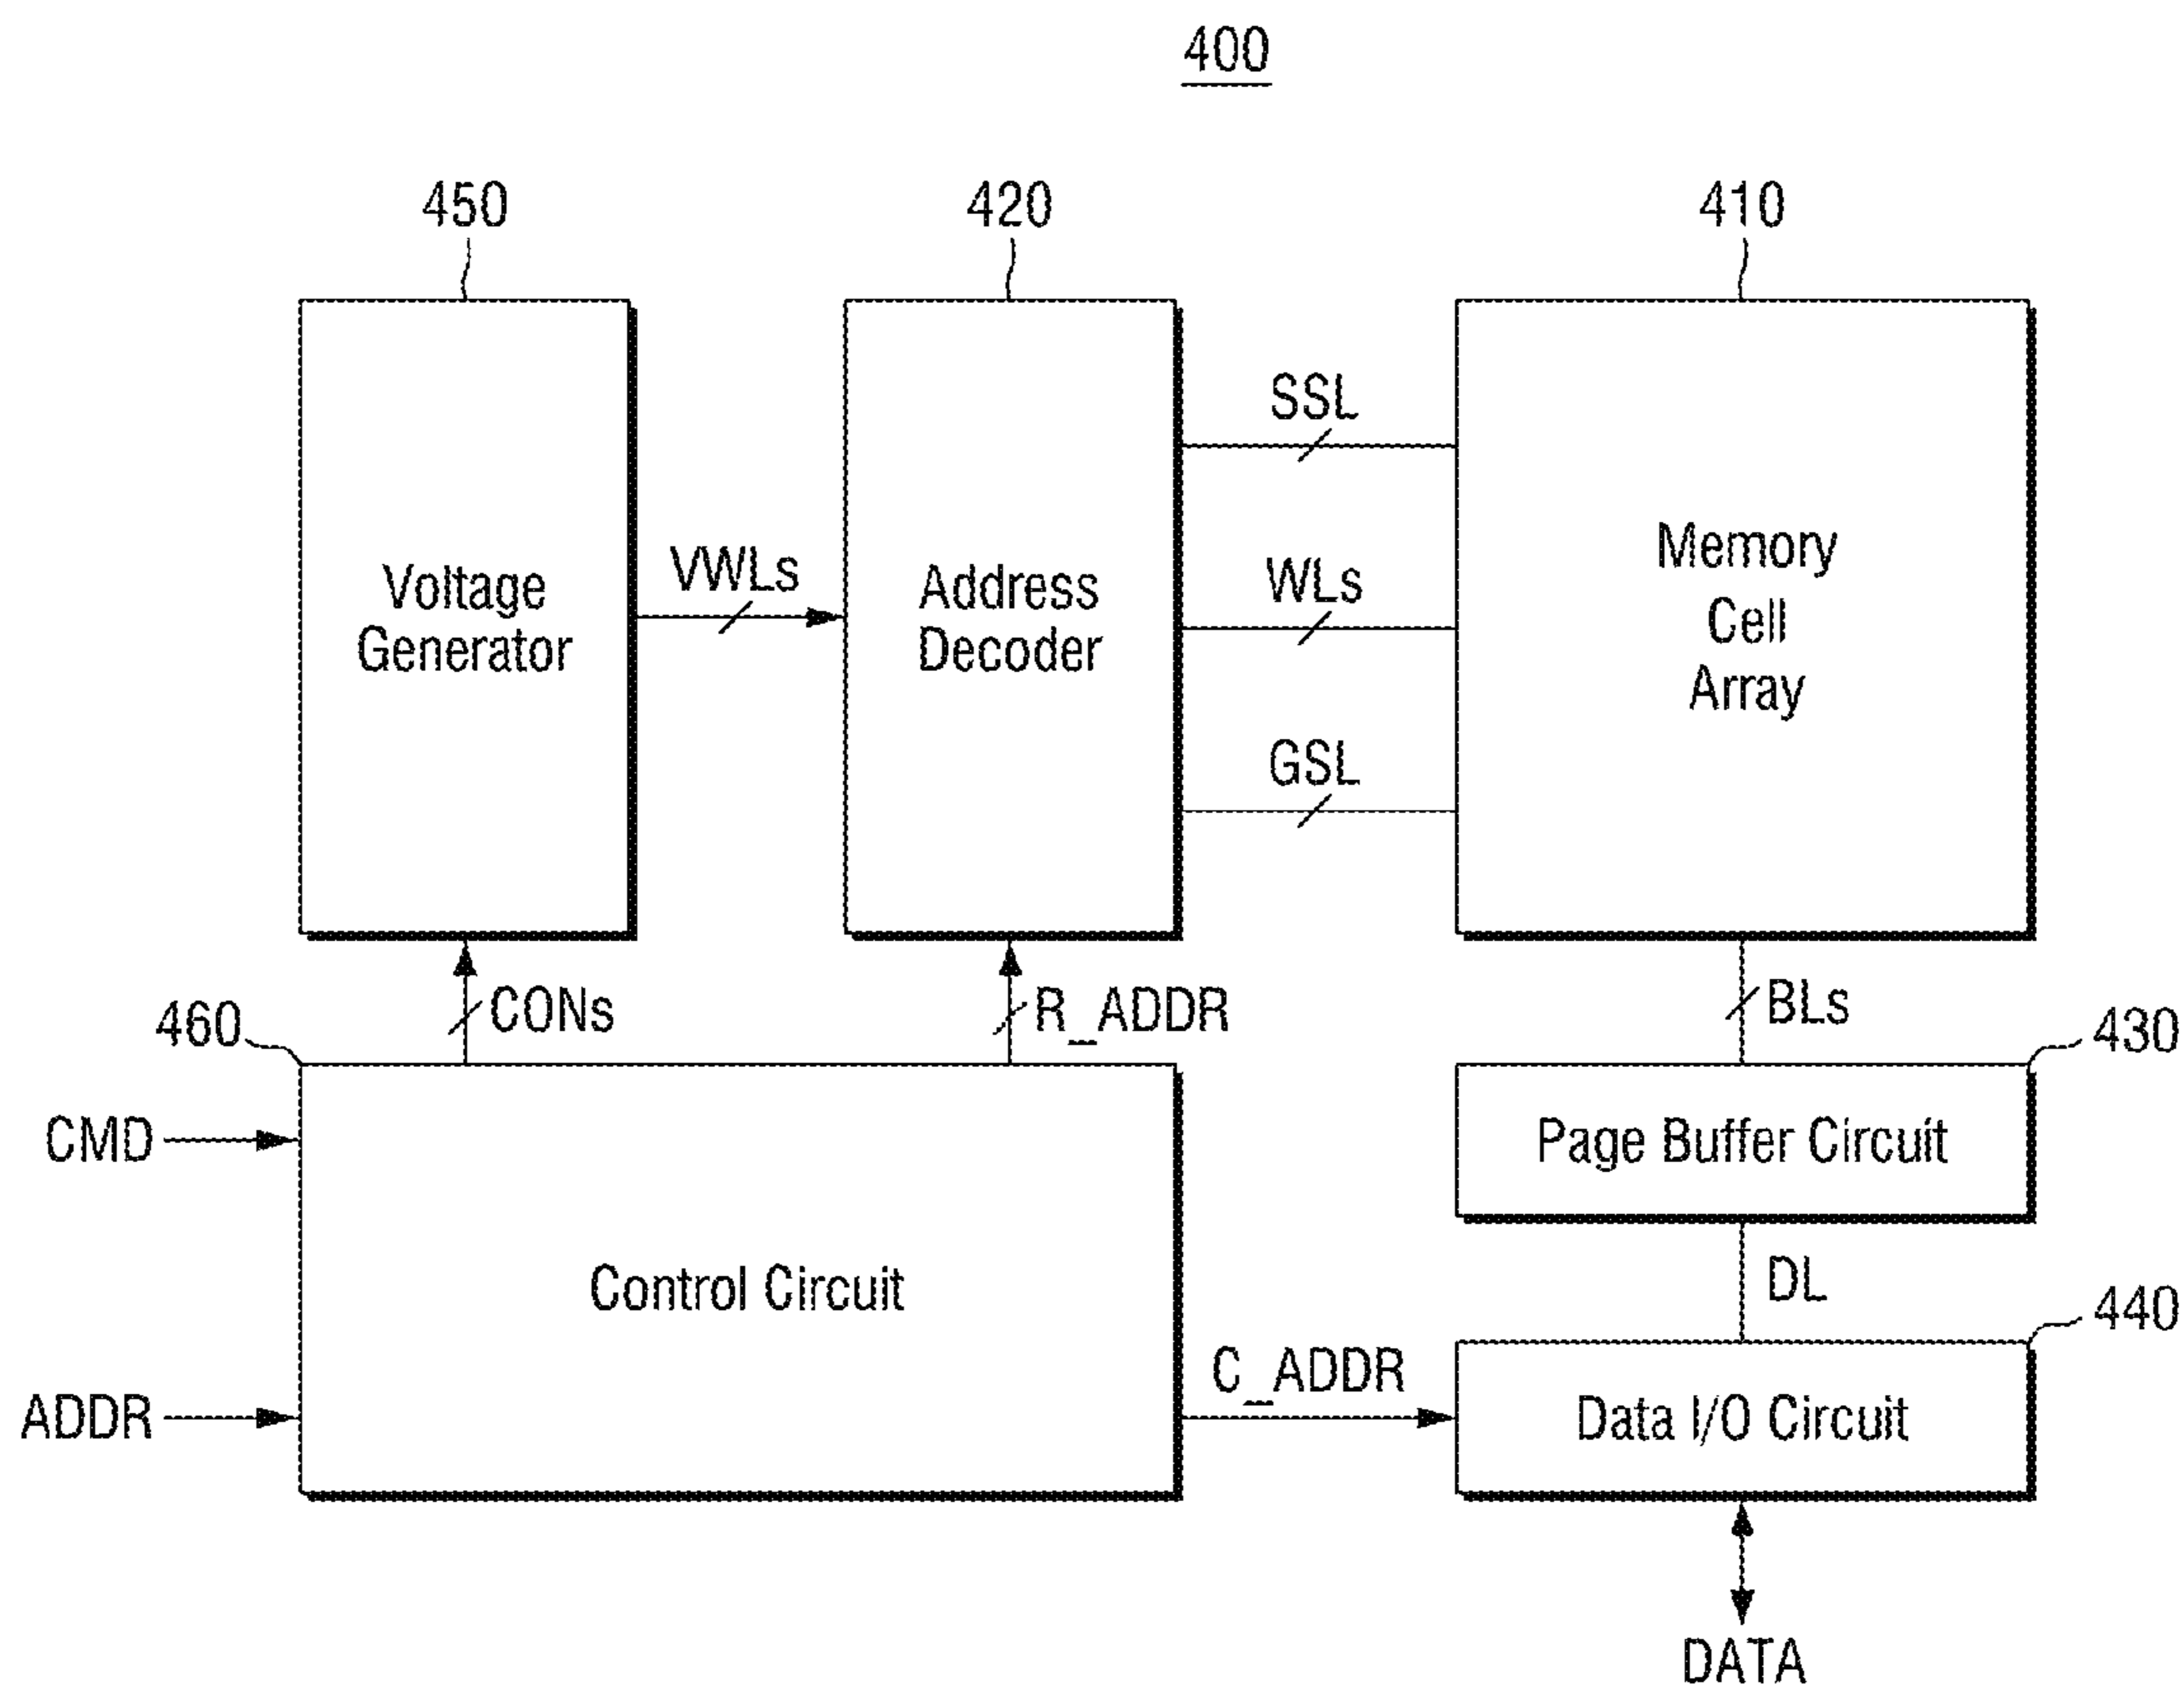 400
450
420
410
Voltage
Generator
VWLs
Address
Decoder
SSL
WLs
GSL
Memory
Cell
Array
460
CONs
R_ADDR
BLs
430
CMD
Page Buffer Circuit
Control Circuit
DL
440
ADDR
C_ADDR
Data I/O Circuit
DATA